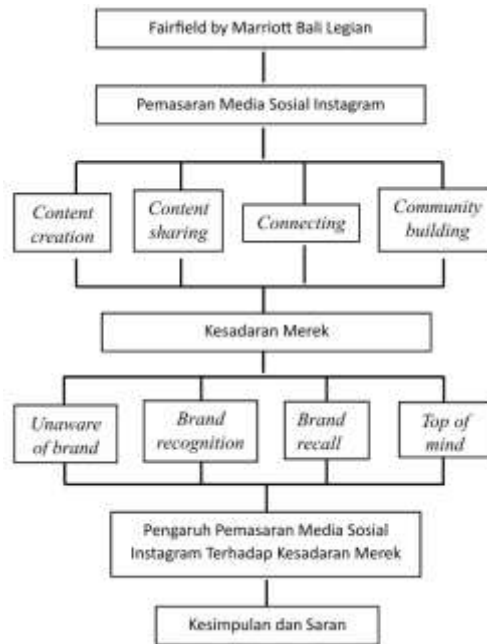 Fairfield by Marriott Bali Legian
Pemasaran Media Sosial Instagram
Content
creation
Content
sharing
Connecting
Community
building
Kesadaran Merek
Unaware
of brand
Brand
recognition
Brand
recall
Top of
mind
Pengaruh Pemasaran Media Sosial
Instagram Terhadap Kesadaran Merek
Kesimpulan dan Saran